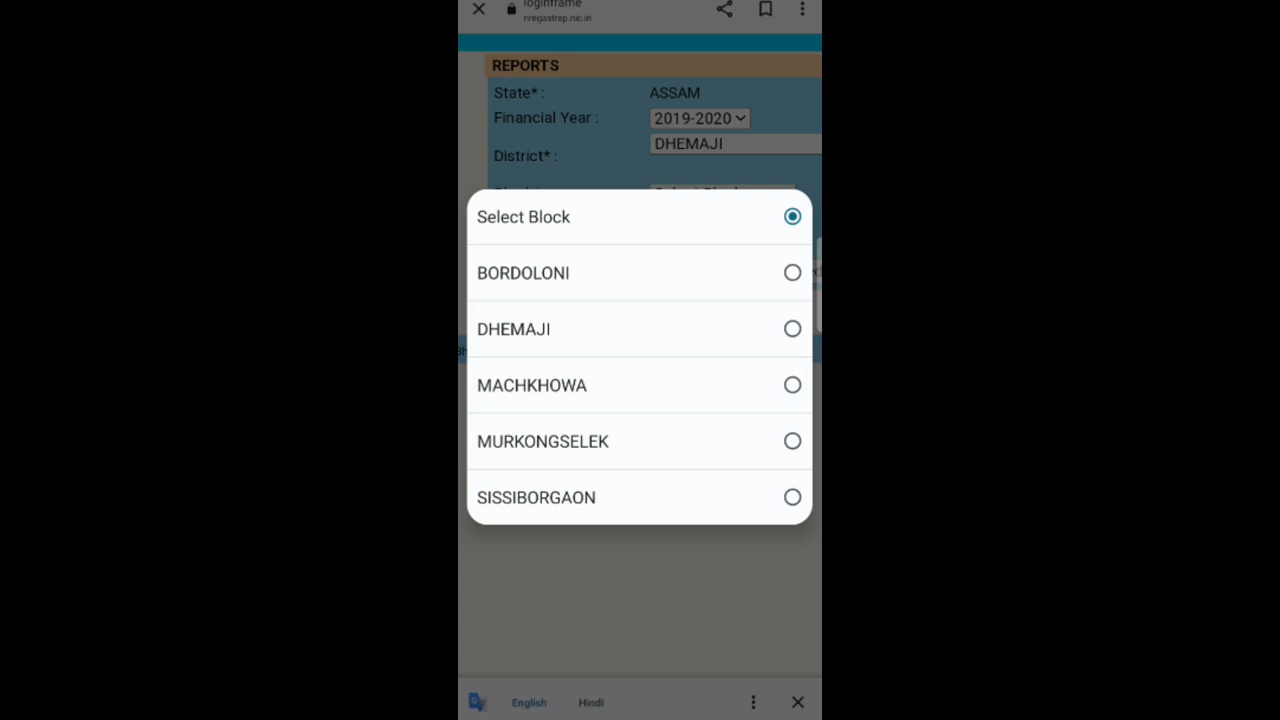 loginframe
nregastrep.nic.in
REPORTS
State* : ASSAM
Financial Year : 2019-2020
DHEMAJI
District* :
Select Block
BORDOLONI
DHEMAJI
MACHKHOWA
MURKONGSELEK
SISSIBORGAON
English Hindi